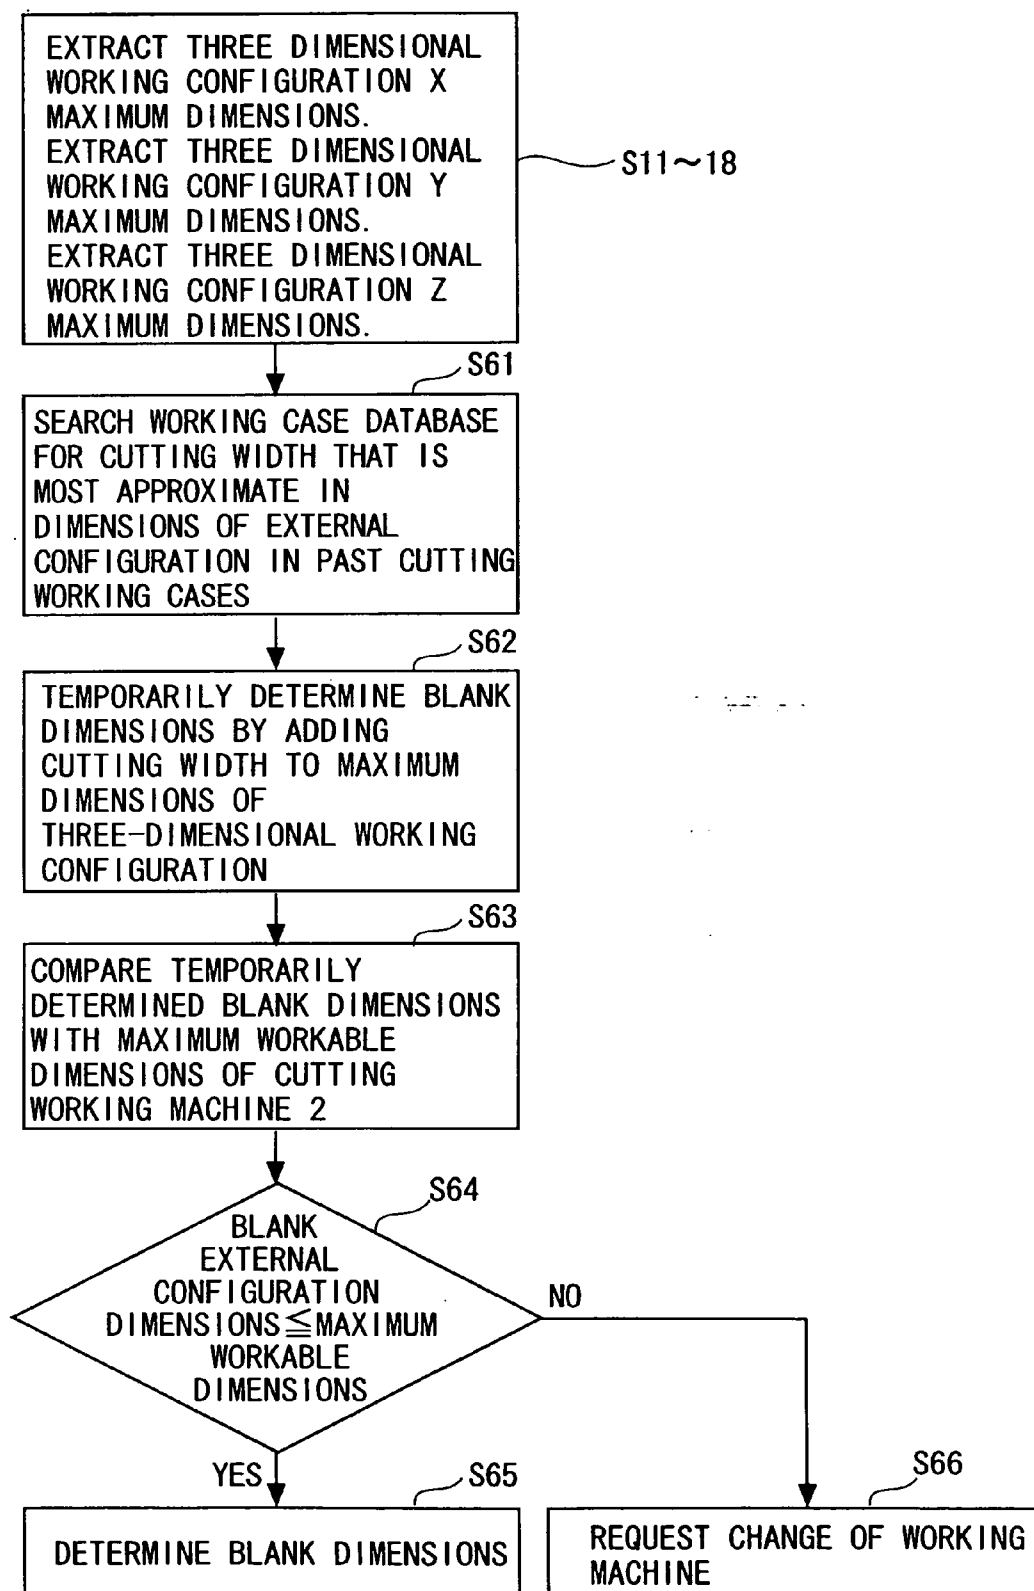 EXTRACT THREE DIMENSIONAL
WORKING CONFIGURATION X
MAXIMUM DIMENSIONS.
EXTRACT THREE DIMENSIONAL
WORKING CONFIGURATION Y
MAXIMUM DIMENSIONS.
EXTRACT THREE DIMENSIONAL
WORKING CONFIGURATION Z
MAXIMUM DIMENSIONS.
S11~18
S61
SEARCH WORKING CASE DATABASE
FOR CUTTING WIDTH THAT IS
MOST APPROXIMATE IN
DIMENSIONS OF EXTERNAL
CONFIGURATION IN PAST CUTTING
WORKING CASES
S62
TEMPORARILY DETERMINE BLANK
DIMENSIONS BY ADDING
CUTTING WIDTH TO MAXIMUM
DIMENSIONS OF
THREE-DIMENSIONAL WORKING
CONFIGURATION
S63
COMPARE TEMPORARILY
DETERMINED BLANK DIMENSIONS
WITH MAXIMUM WORKABLE
DIMENSIONS OF CUTTING
WORKING MACHINE 2
S64
BLANK
EXTERNAL
CONFIGURATION
DIMENSIONS≦MAXIMUM
WORKABLE
DIMENSIONS
NO
YES
S65
DETERMINE BLANK DIMENSIONS
S66
REQUEST CHANGE OF WORKING
MACHINE